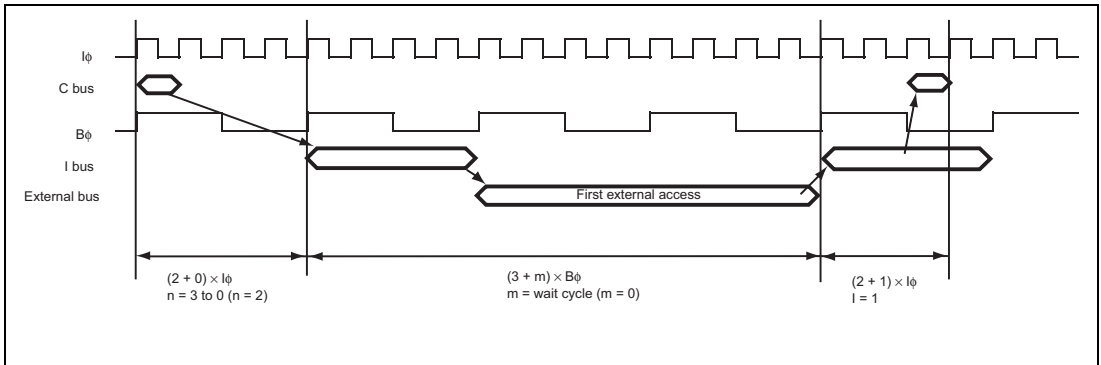 Iϕ
C bus
Bϕ
I bus
External bus
First external access
(2 + 0) × Iϕ
n = 3 to 0 (n = 2)
(3 + m) × Bϕ
m = wait cycle (m = 0)
(2 + 1) × Iϕ
I = 1